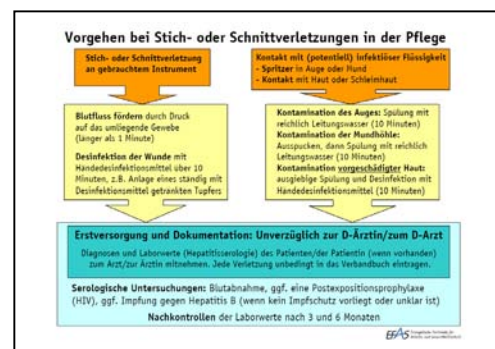 Vorgehen bei Stich- oder Schnittverletzungen in der Pflege
Stich- oder Schnittverletzung
an gebrauchtem Instrument
Blutfluss fördern durch Druck
auf das umliegende Gewebe
(länger als 1 Minute)
Desinfektion der Wunde mit
Händedesinfektionsmittel über 10
Minuten, z.B. Anlage eines ständig mit
Desinfektionsmittel getränkten Tupfers
Kontakt mit (potentiell) infektiöser Flüssigkeit
- Spritzer in Auge oder Mund
- Kontakt mit Haut oder Schleimhaut
Kontamination des Auges: Spülung mit
reichlich Leitungswasser (10 Minuten)
Kontamination der Mundhöhle:
Ausspucken, dann Spülung mit reichlich
Leitungswasser (10 Minuten)
Kontamination vorgeschädigter Haut:
ausgiebige Spülung und Desinfektion mit
Händedesinfektionsmittel (10 Minuten)
Erstversorgung und Dokumentation: Unverzüglich zur D-Ärztin/zum D-Arzt
Diagnosen und Laborwerte (Hepatitisserologie) des Patienten/der Patientin (wenn vorhanden)
zum Arzt/zur Ärztin mitnehmen. Jede Verletzung unbedingt in das Verbandbuch eintragen.
Serologische Untersuchungen: Blutabnahme, ggf. eine Postexpositionsprophylaxe
(HIV), ggf. Impfung gegen Hepatitis B (wenn kein Impfschutz vorliegt oder unklar ist)
Nachkontrollen der Laborwerte nach 3 und 6 Monaten
EFAS